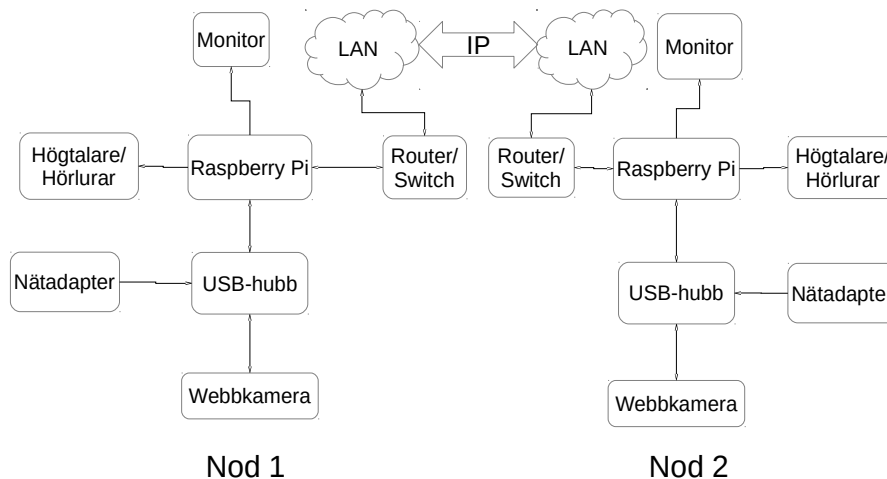 Monitor
LAN
IP
LAN
Monitor
Högtalare/
Hörlurar
Raspberry Pi
Router/
Switch
Router/
Switch
Raspberry Pi
Högtalare/
Hörlurar
Nätadapter
USB-hubb
USB-hubb
Nätadapter
Webbkamera
Webbkamera
Nod 1
Nod 2